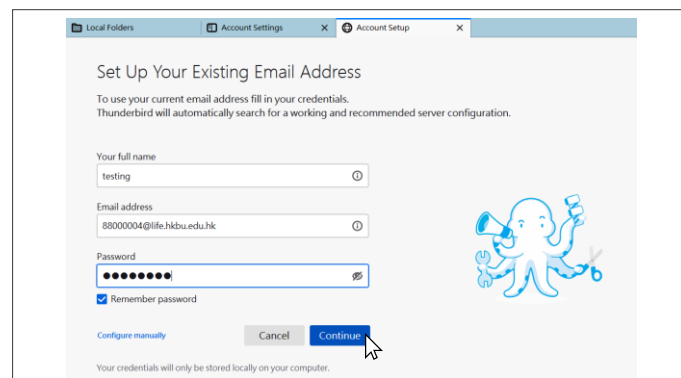 Local Folders
Account Settings
Account Setup
Set Up Your Existing Email Address
To use your current email address fill in your credentials.
Thunderbird will automatically search for a working and recommended server configuration.
Your full name
testing
Email address
88000004@life.hkbu.edu.hk
Password
Remember password
Configure manually
Cancel
Continue
Your credentials will only be stored locally on your computer.